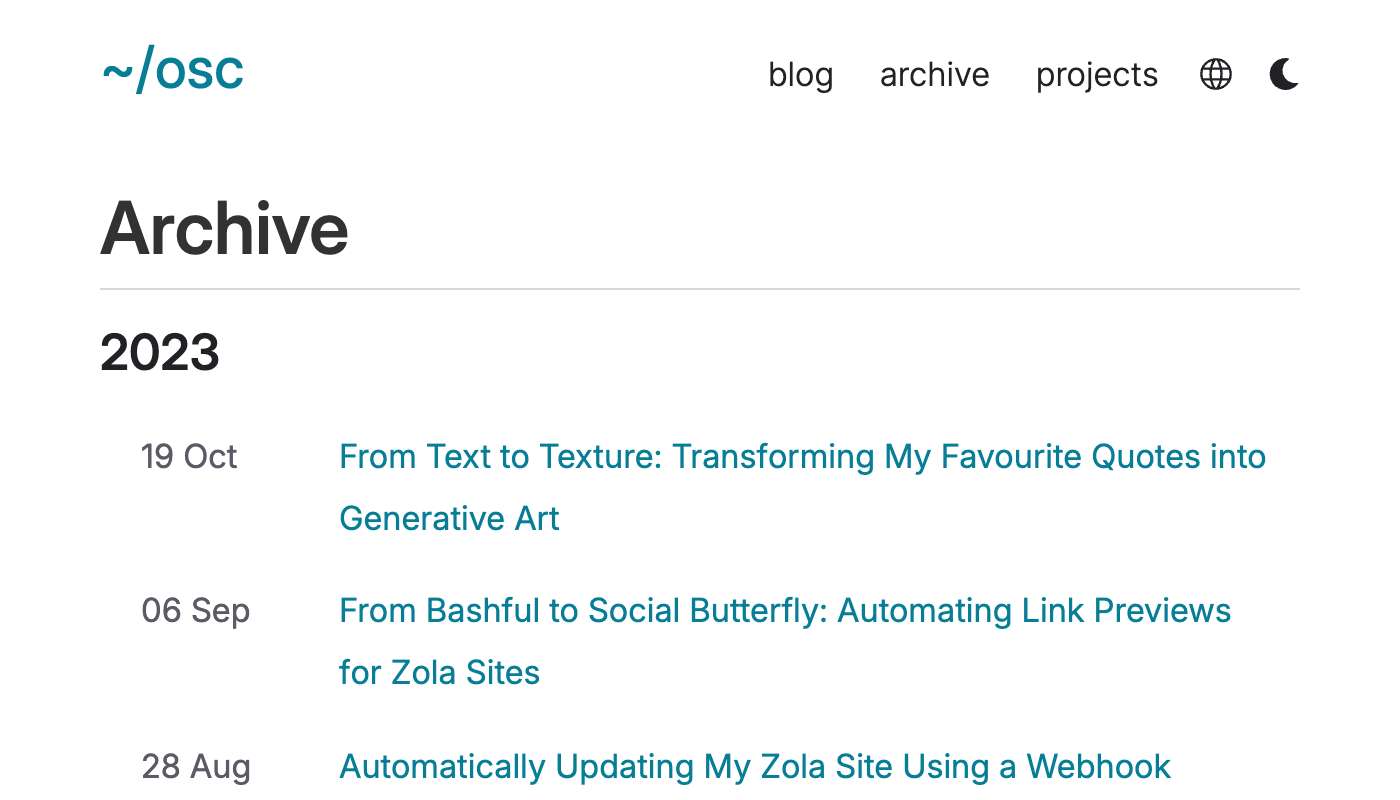 ~/osc
blog archive projects
Archive
2023
19 Oct From Text to Texture: Transforming My Favourite Quotes into
Generative Art
06 Sep From Bashful to Social Butterfly: Automating Link Previews
for Zola Sites
28 Aug Automatically Updating My Zola Site Using a Webhook